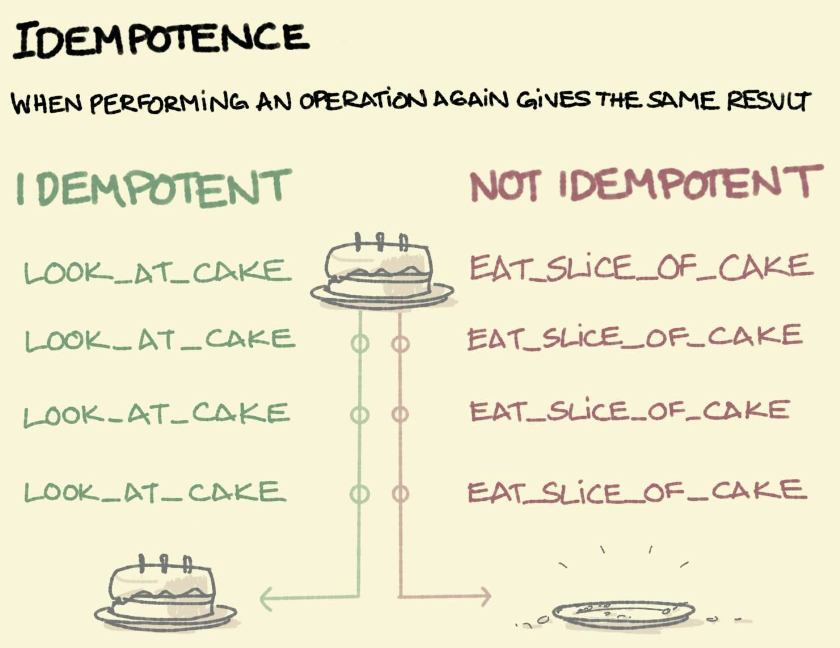 IDEMPOTENCE
WHEN PERFORMiNG AN OPERATiON AGAiN GiVES THE SAME RESULT
IDEMPOTENT
LOOK_AT_CAKE
LOOK_AT_CAKE
LOOK_AT_CAKE
LOOK_AT_CAKE
NOT IDEMPOTENT
EAT_SLiCE_OF_CAKE
EAT_SLiCE_OF_CAKE
EAT_SLiCE_OF_CAKE
EAT_SLiCE_OF_CAKE